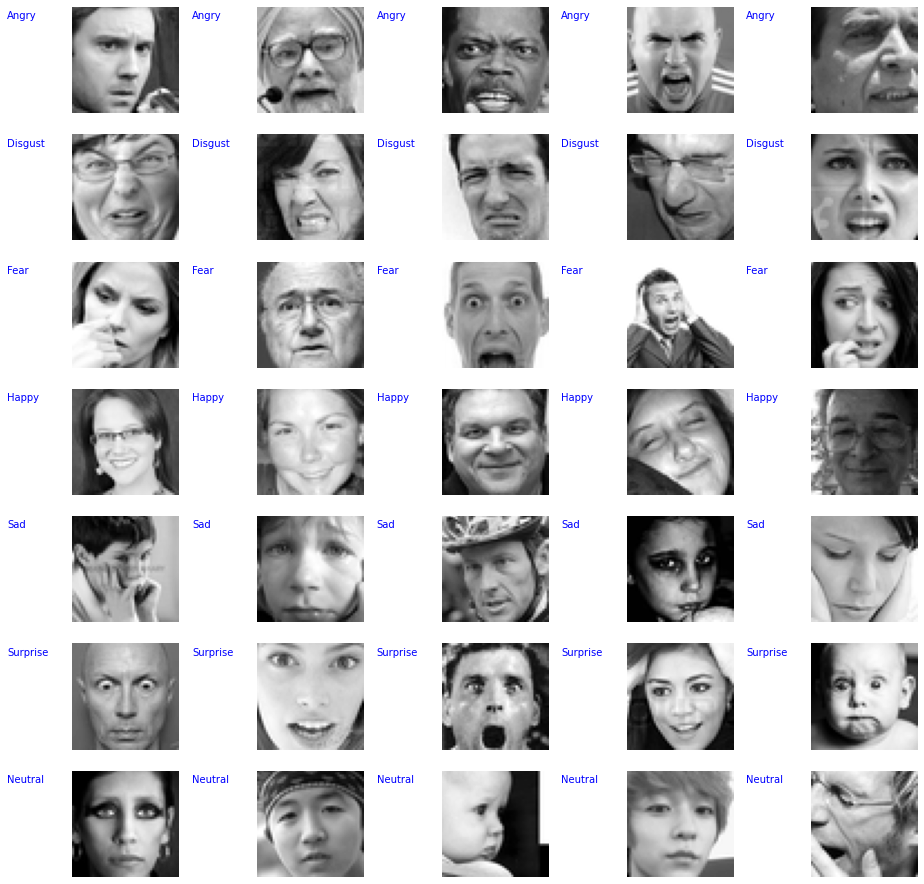 Angry Angry Angry Angry Angry
Disgust Disgust Disgust Disgust Disgust
Fear Fear Fear Fear Fear
Happy Happy Happy Happy Happy
Sad Sad Sad Sad Sad
Surprise Surprise Surprise Surprise Surprise
Neutral Neutral Neutral Neutral Neutral